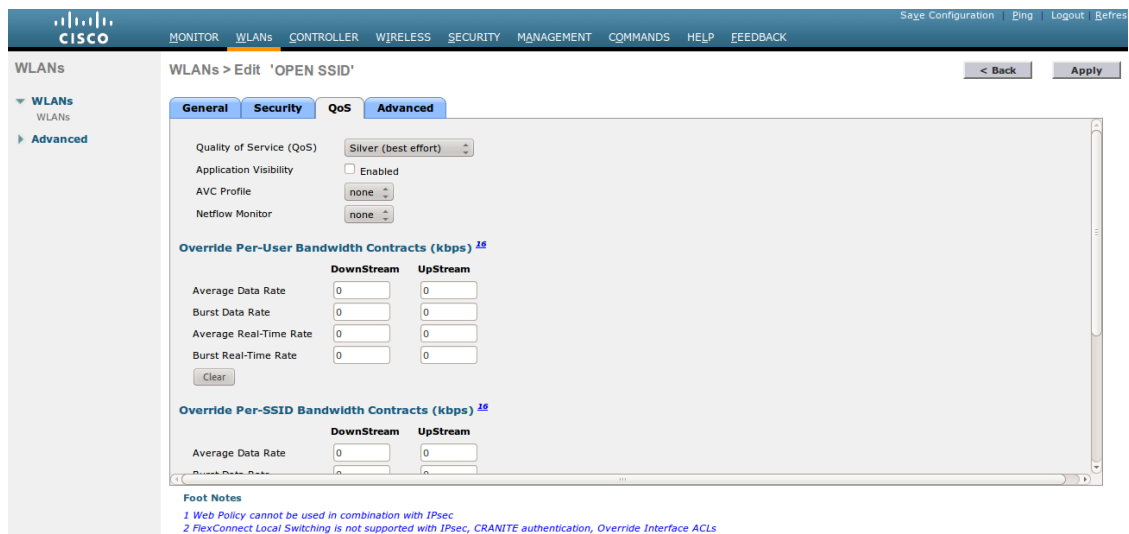 Save Configuration | Ping | Logout | Refres
CISCO
MONITOR WLANs CONTROLLER WIRELESS SECURITY MANAGEMENT COMMANDS HELP FEEDBACK
WLANs
WLANs > Edit 'OPEN SSID'
< Back
Apply
WLANs
WLANs
Advanced
General Security QoS Advanced
Quality of Service (QoS) Silver (best effort)
Application Visibility Enabled
AVC Profile none
Netflow Monitor none
Override Per-User Bandwidth Contracts (kbps) 16
DownStream UpStream
Average Data Rate 0 0
Burst Data Rate 0 0
Average Real-Time Rate 0 0
Burst Real-Time Rate 0 0
Clear
Override Per-SSID Bandwidth Contracts (kbps) 16
DownStream UpStream
Average Data Rate 0 0
Burst Data Rate 0 0
Foot Notes
1 Web Policy cannot be used in combination with IPsec
2 FlexConnect Local Switching is not supported with IPsec, CRANITE authentication, Override Interface ACLs